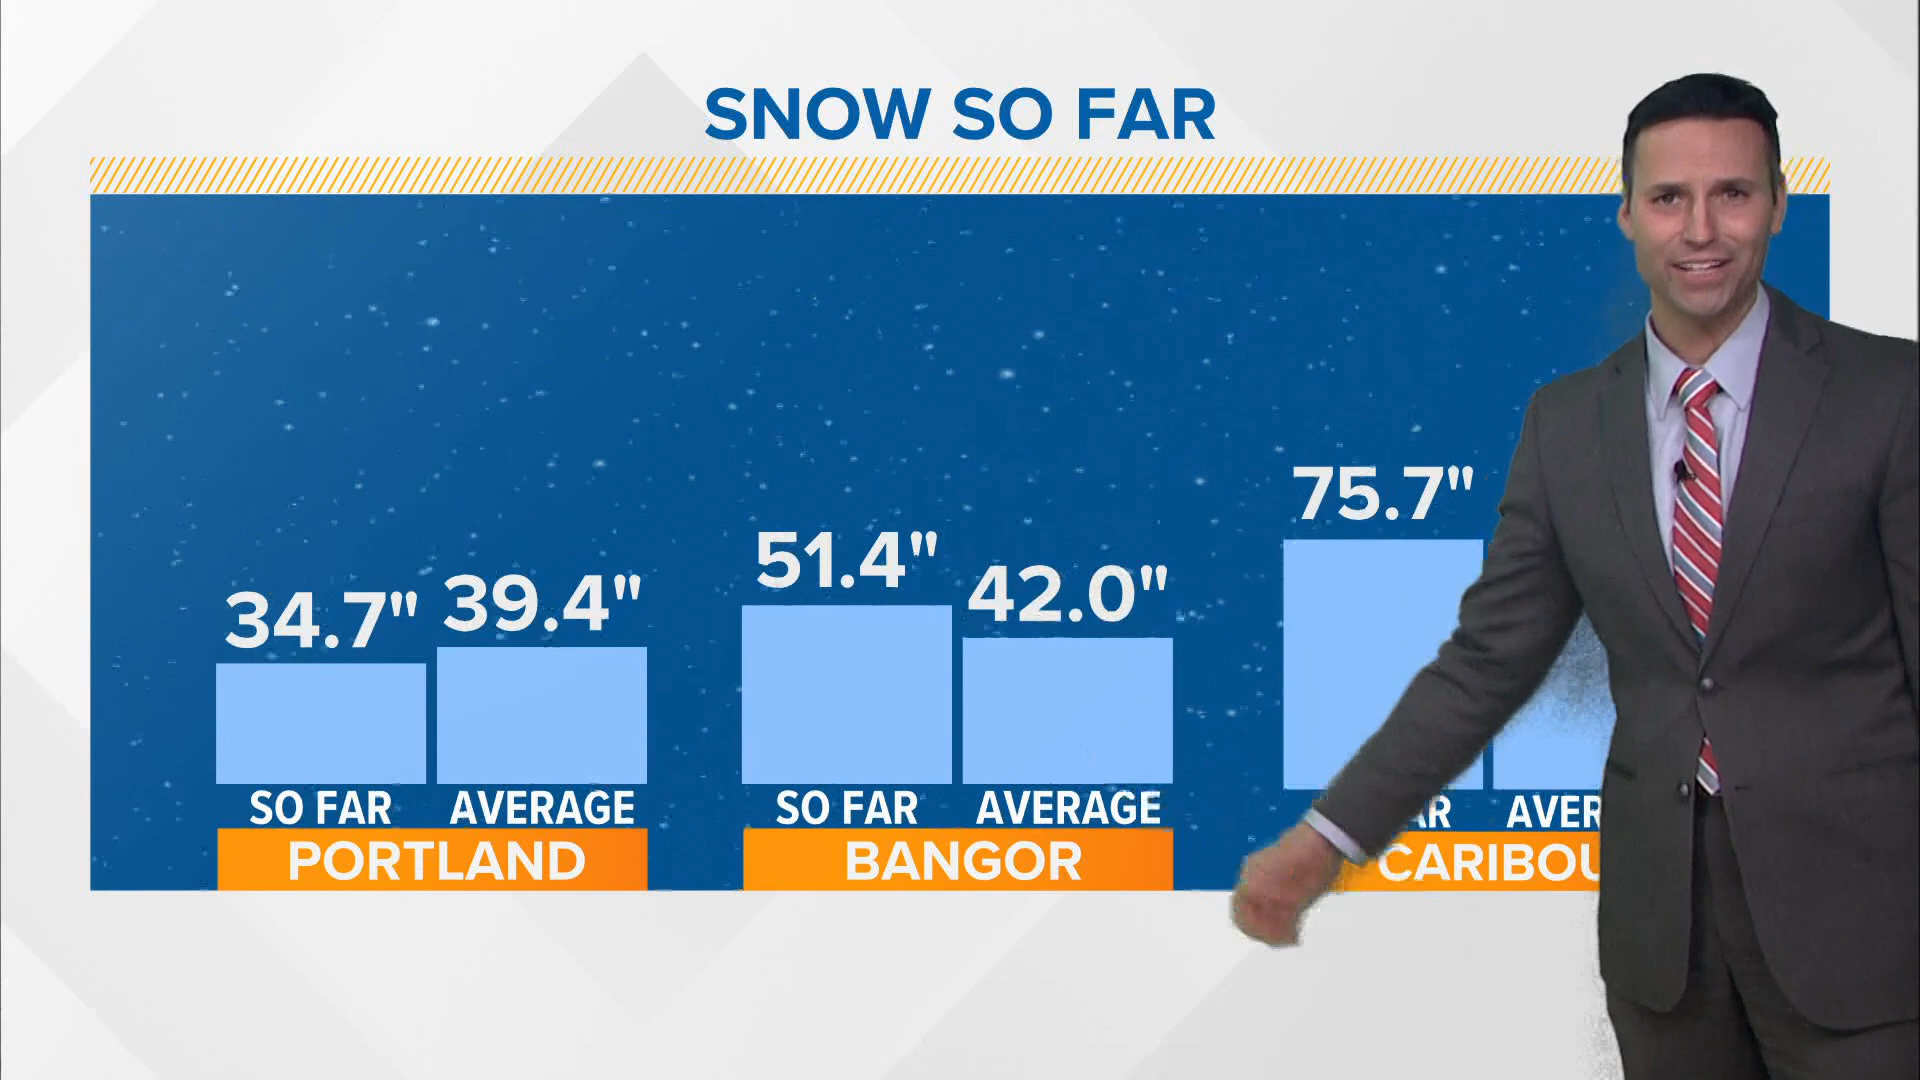 SNOW SO FAR
34.7" 39.4"
51.4" 42.0"
75.7"
SO FAR AVERAGE
SO FAR AVERAGE
PORTLAND
BANGOR
CARIBOU